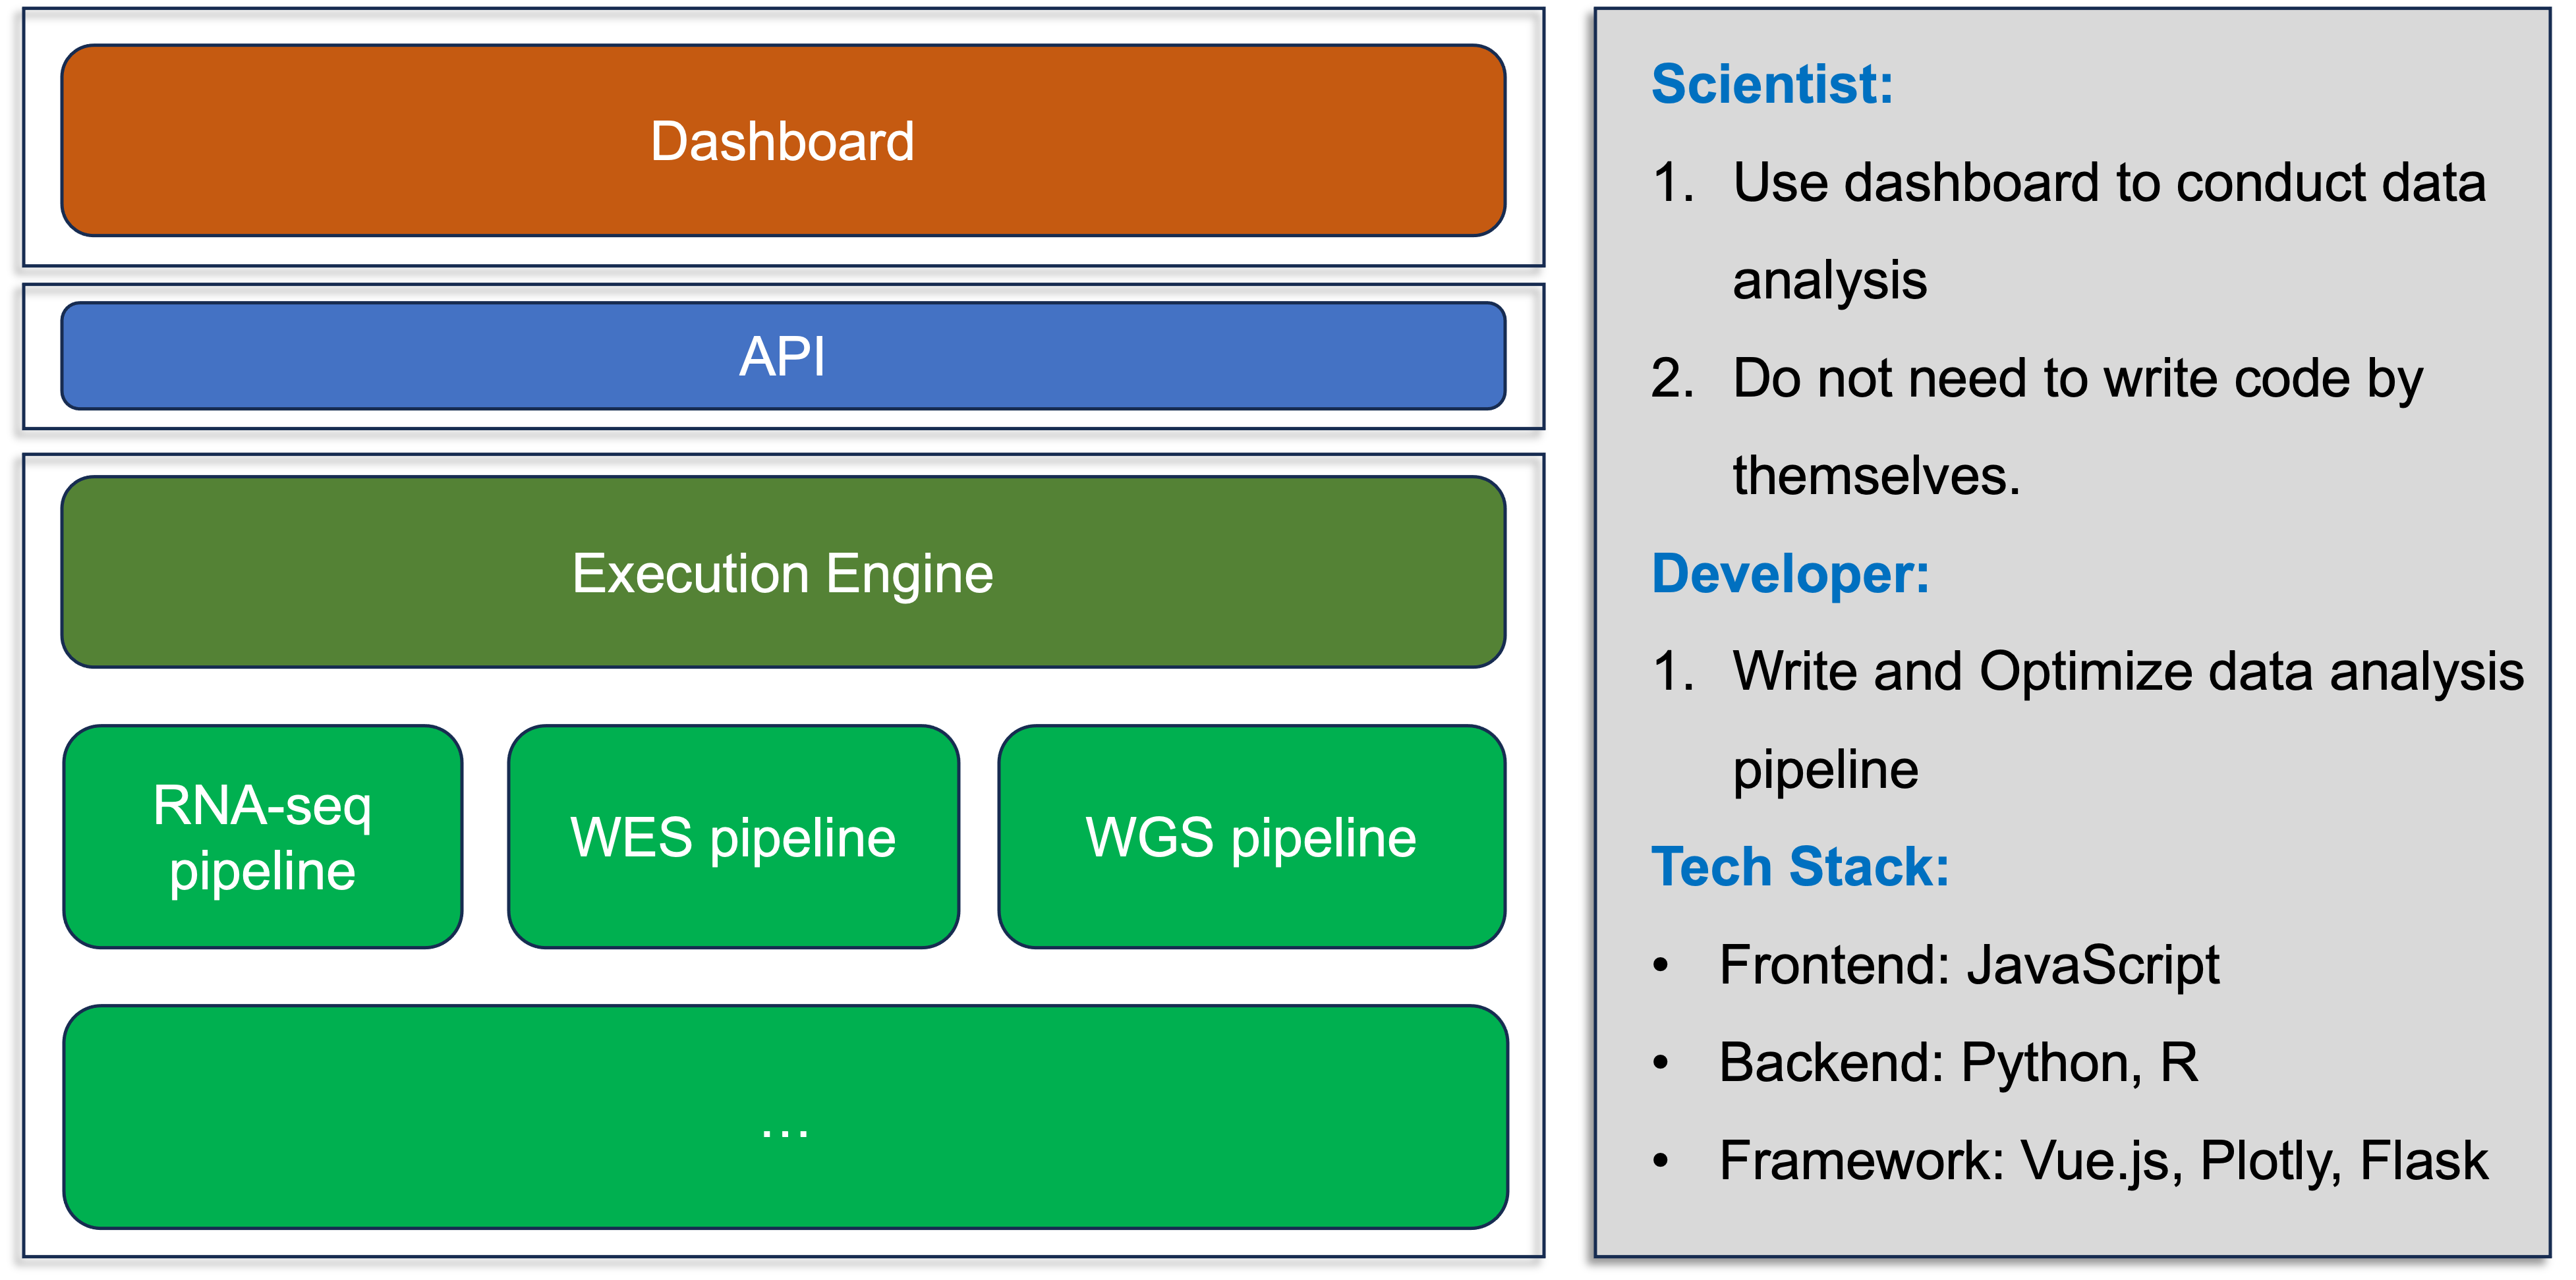 Dashboard
API
Execution Engine
RNA-seq
pipeline
WES pipeline
WGS pipeline
...
Scientist:
1. Use dashboard to conduct data
analysis
2. Do not need to write code by
themselves.
Developer:
1. Write and Optimize data analysis
pipeline
Tech Stack:
• Frontend: JavaScript
• Backend: Python, R
• Framework: Vue.js, Plotly, Flask